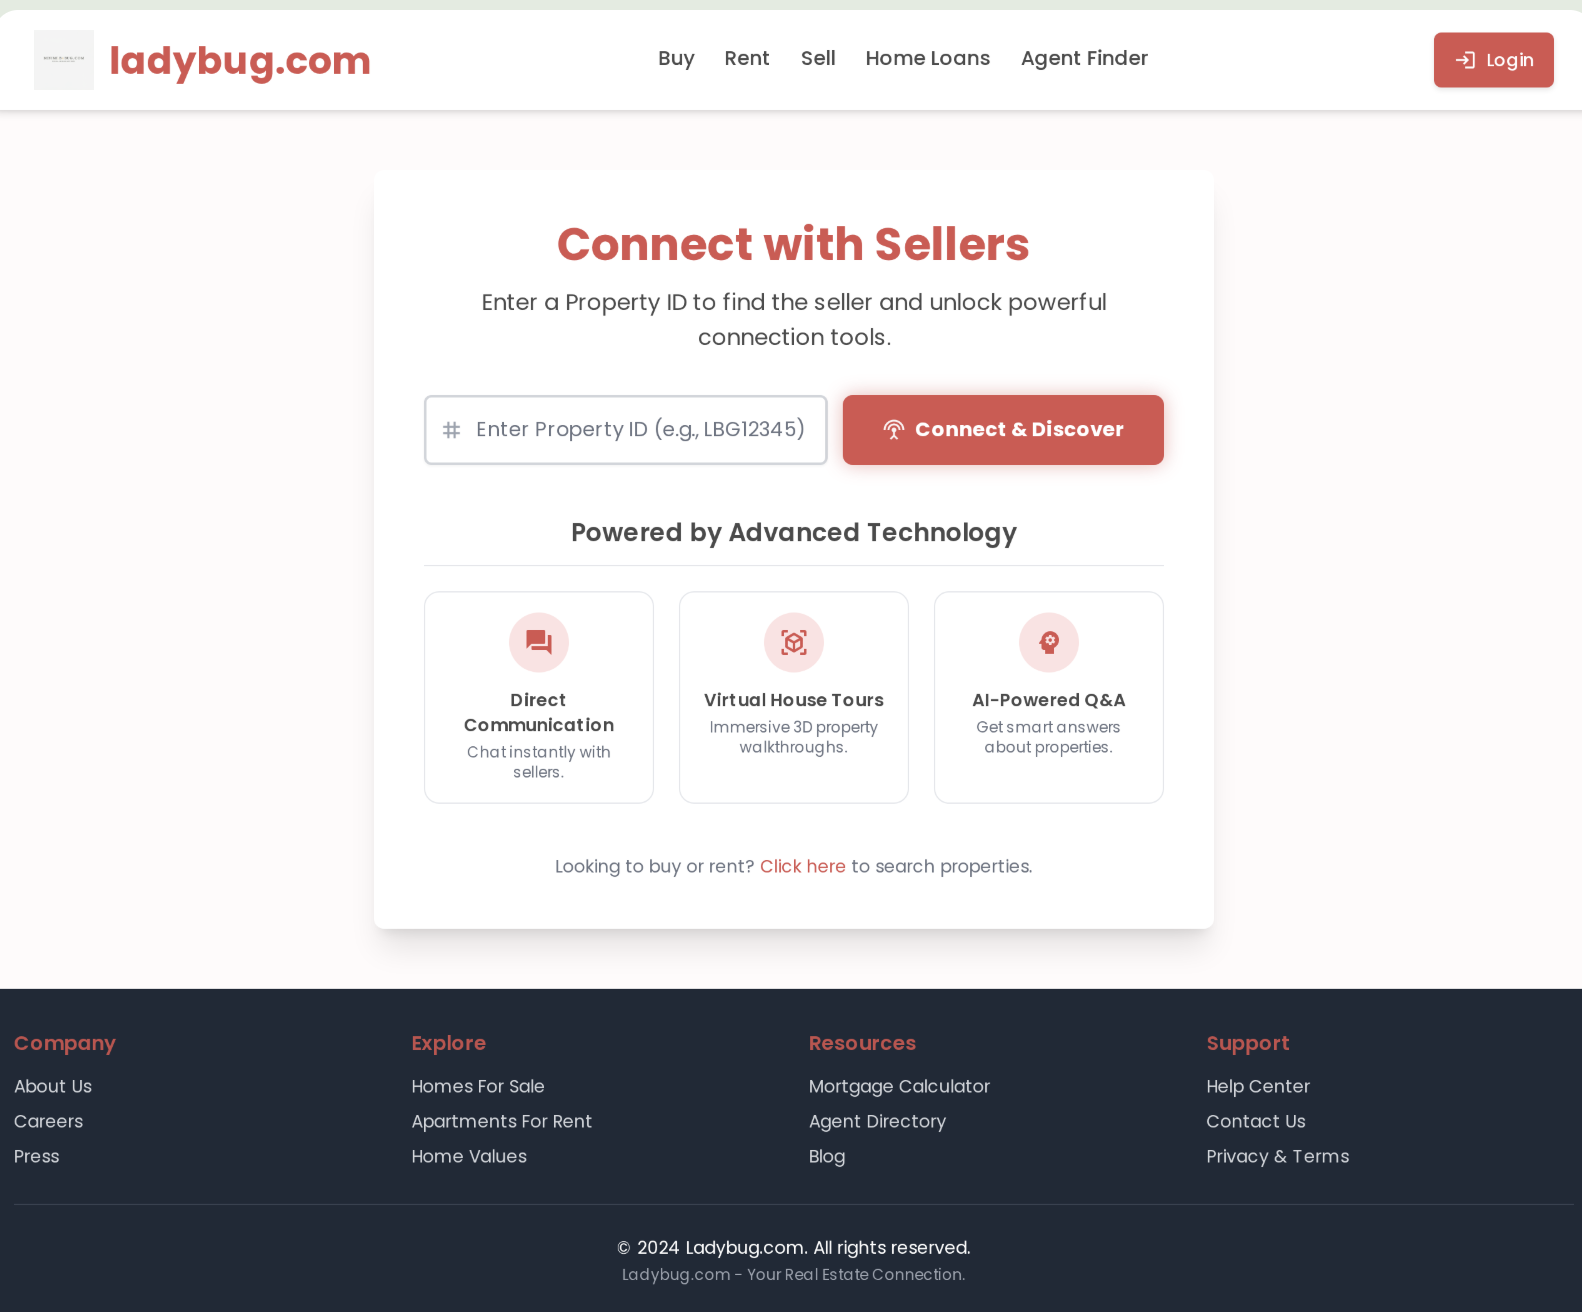 ladybug.com
Buy
Rent
Sell
Home Loans
Agent Finder
Login
Connect with Sellers
Enter a Property ID to find the seller and unlock powerful
connection tools.
Enter Property ID (e.g., LBG12345)
Connect & Discover
Powered by Advanced Technology
Direct
Communication
Chat instantly with
sellers.
Virtual House Tours
Immersive 3D property
walkthroughs.
AI-Powered Q&A
Get smart answers
about properties.
Looking to buy or rent? Click here to search properties.
Company
About Us
Careers
Press
Explore
Homes For Sale
Apartments For Rent
Home Values
Resources
Mortgage Calculator
Agent Directory
Blog
Support
Help Center
Contact Us
Privacy & Terms
© 2024 Ladybug.com. All rights reserved.
Ladybug.com - Your Real Estate Connection.